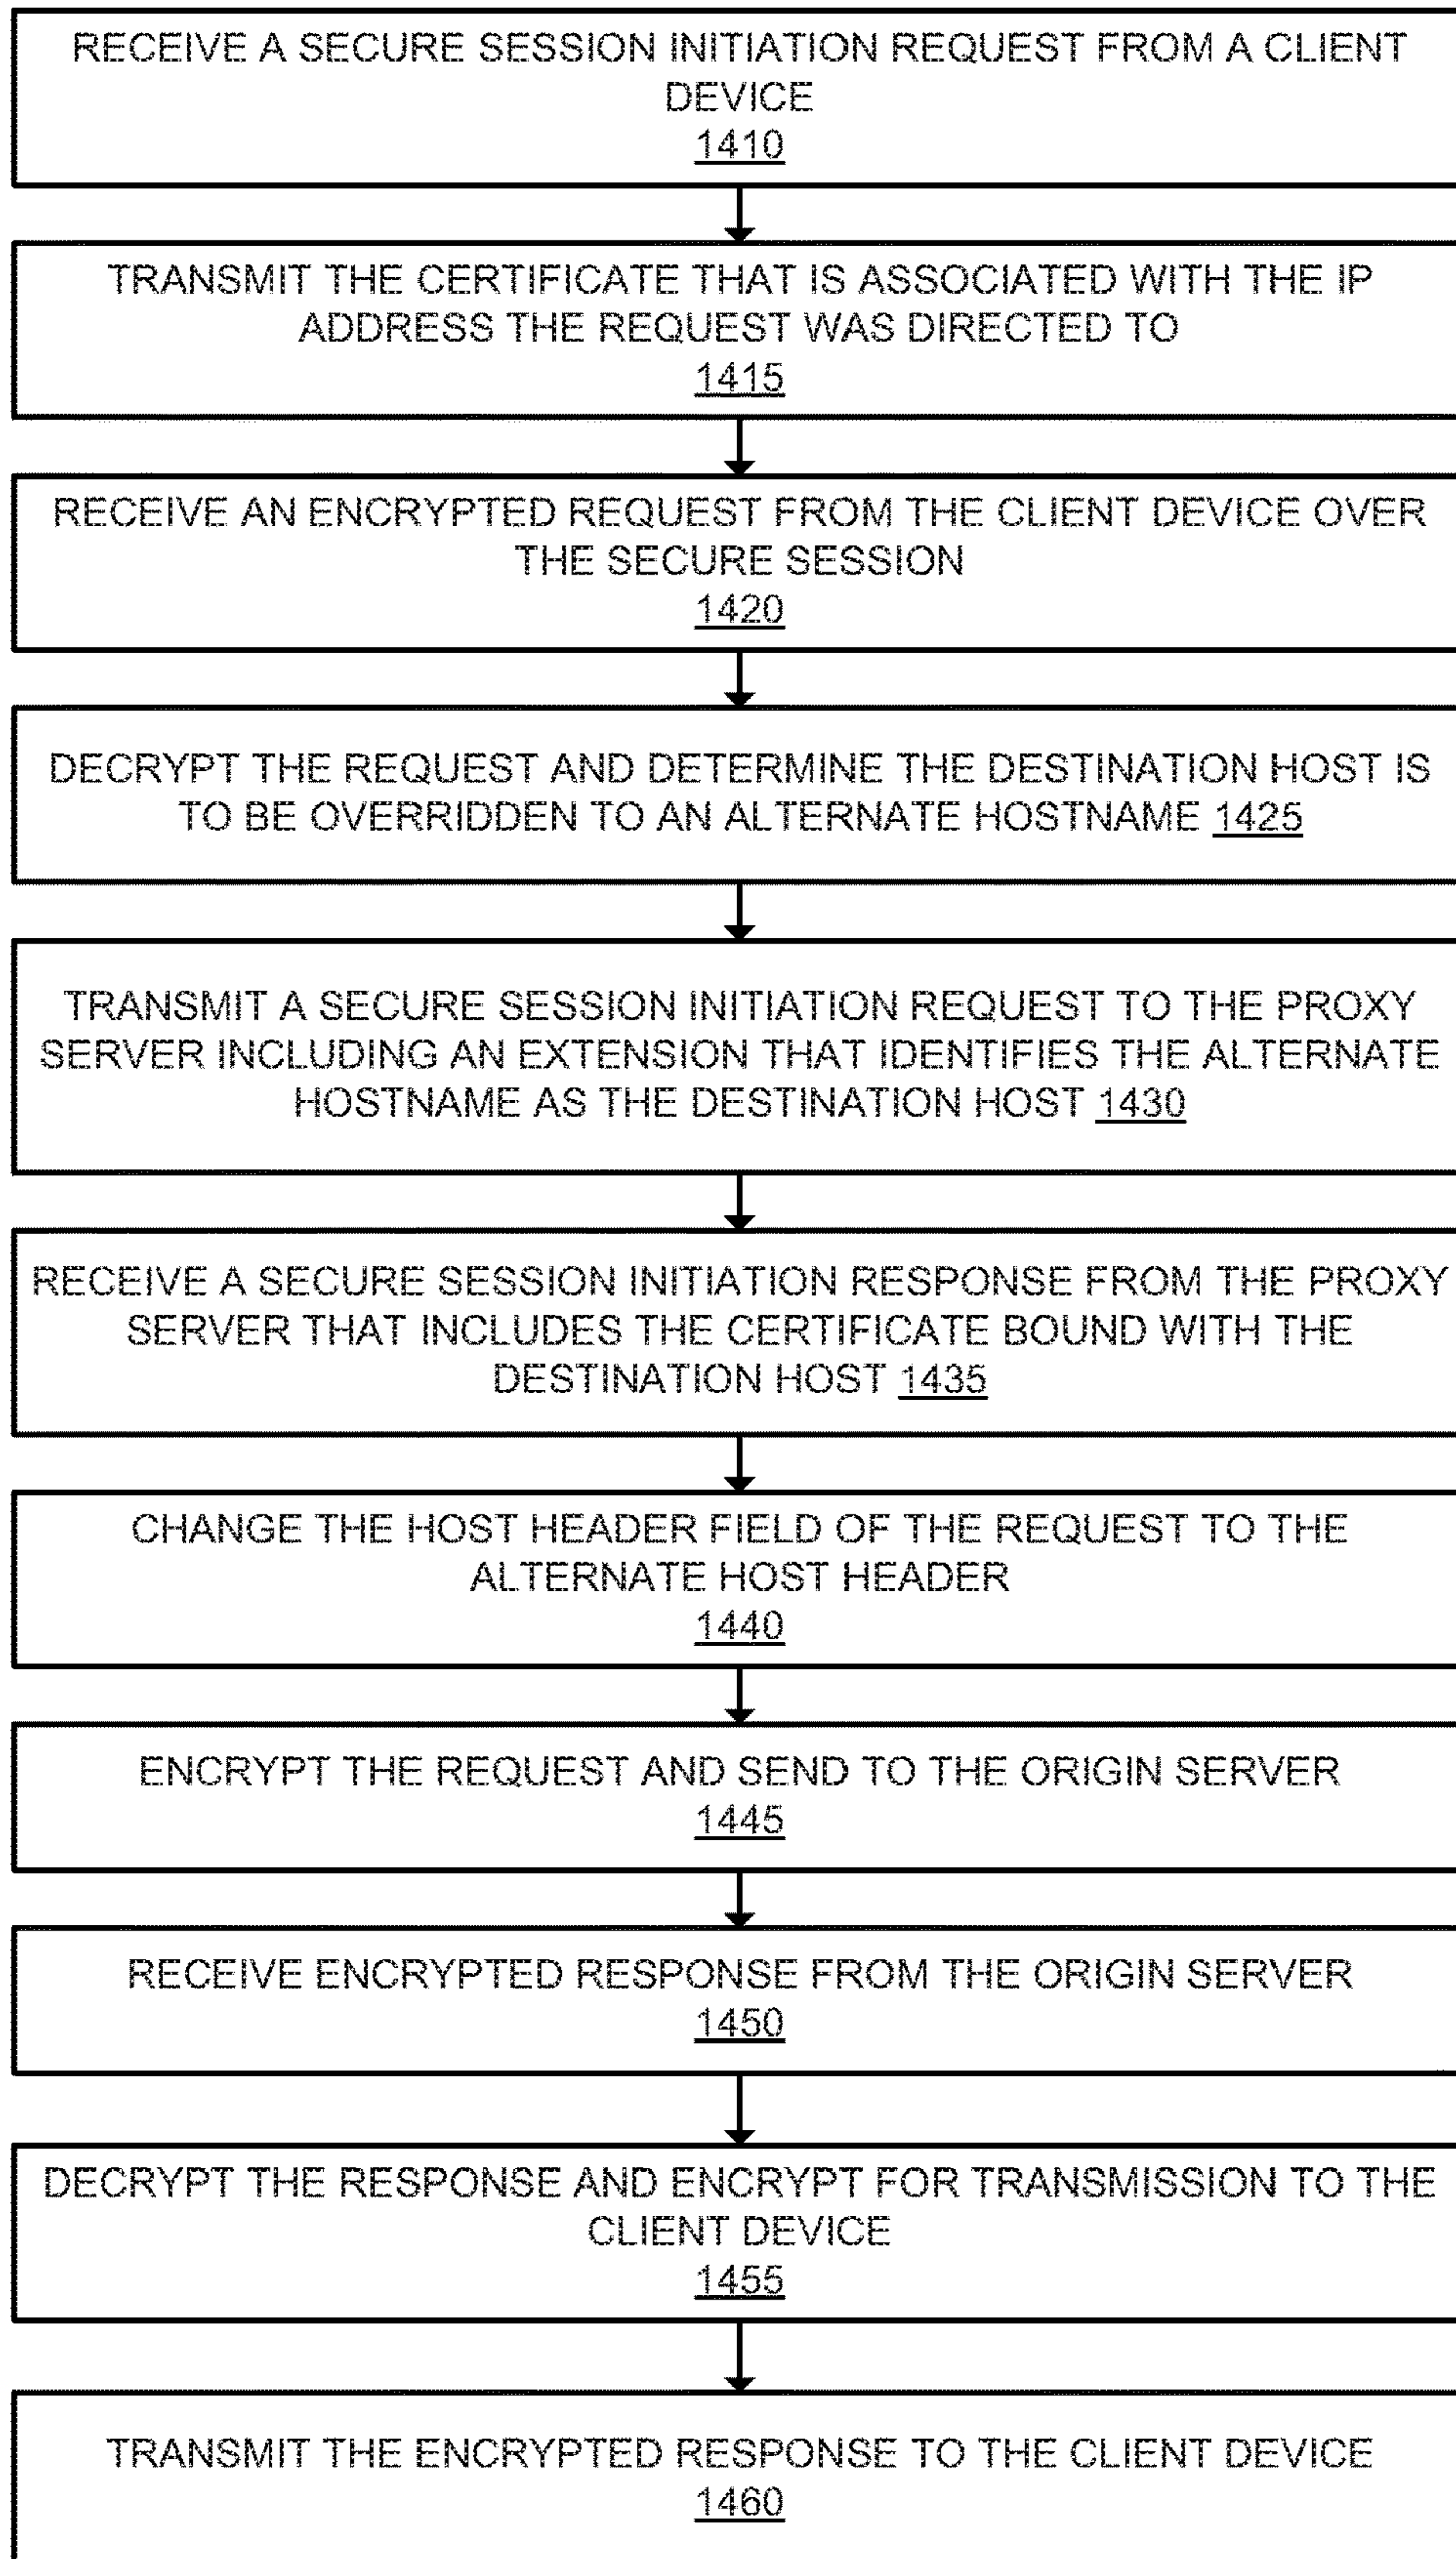 RECEIVE A SECURE SESSION INITIATION REQUEST FROM A CLIENT
DEVICE
1410
TRANSMIT THE CERTIFICATE THAT IS ASSOCIATED WITH THE IP
ADDRESS THE REQUEST WAS DIRECTED TO
1415
RECEIVE AN ENCRYPTED REQUEST FROM THE CLIENT DEVICE OVER
THE SECURE SESSION
1420
DECRYPT THE REQUEST AND DETERMINE THE DESTINATION HOST IS
TO BE OVERRIDDEN TO AN ALTERNATE HOSTNAME 1425
TRANSMIT A SECURE SESSION INITIATION REQUEST TO THE PROXY
SERVER INCLUDING AN EXTENSION THAT IDENTIFIES THE ALTERNATE
HOSTNAME AS THE DESTINATION HOST 1430
RECEIVE A SECURE SESSION INITIATION RESPONSE FROM THE PROXY
SERVER THAT INCLUDES THE CERTIFICATE BOUND WITH THE
DESTINATION HOST 1435
CHANGE THE HOST HEADER FIELD OF THE REQUEST TO THE
ALTERNATE HOST HEADER
1440
ENCRYPT THE REQUEST AND SEND TO THE ORIGIN SERVER
1445
RECEIVE ENCRYPTED RESPONSE FROM THE ORIGIN SERVER
1450
DECRYPT THE RESPONSE AND ENCRYPT FOR TRANSMISSION TO THE
CLIENT DEVICE
1455
TRANSMIT THE ENCRYPTED RESPONSE TO THE CLIENT DEVICE
1460